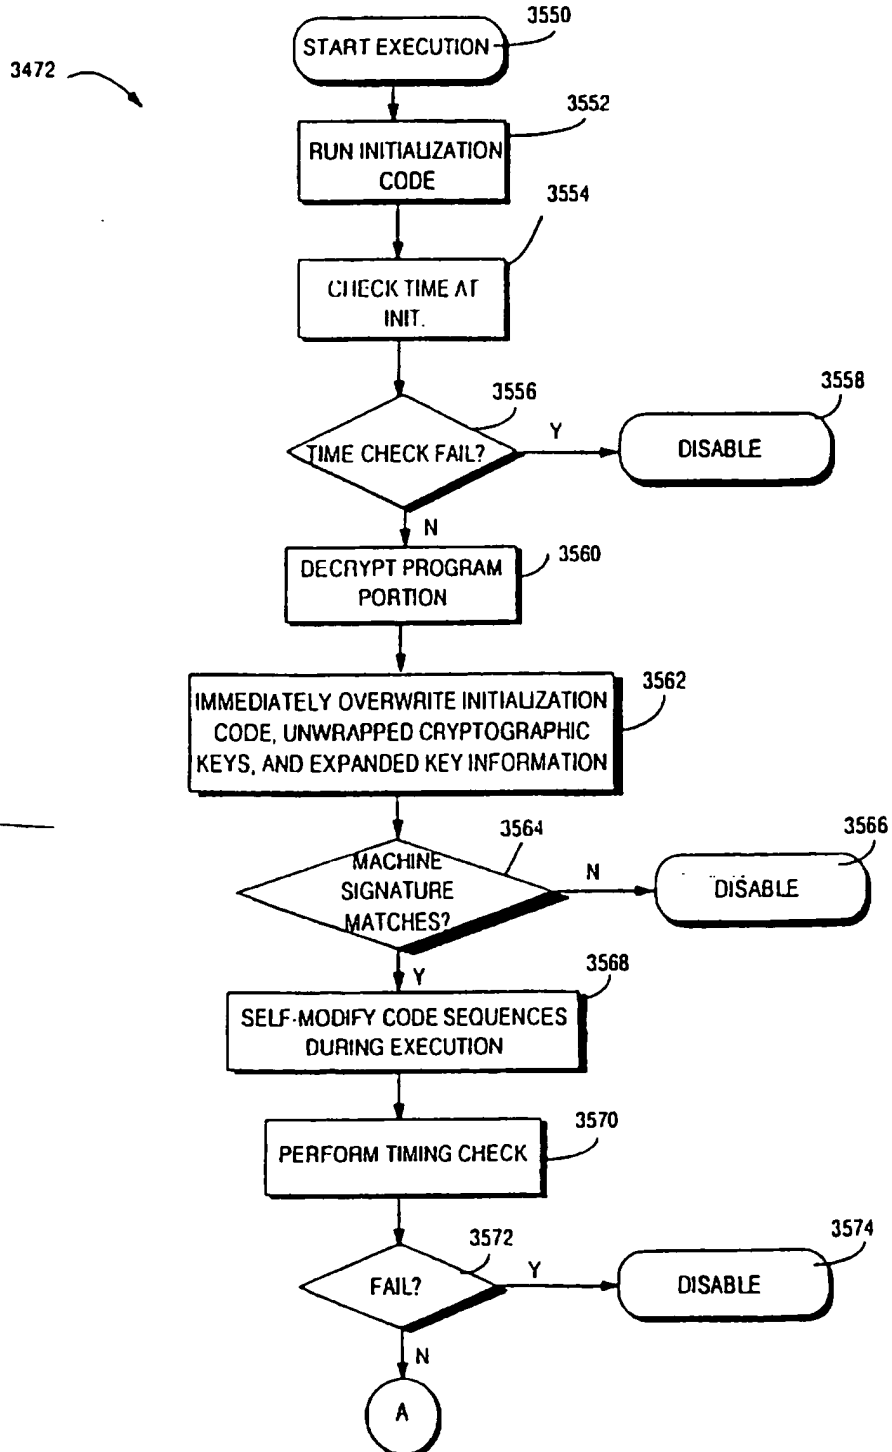 3550
START EXECUTION
3472
3552
RUN INITIALIZATION
CODE
3554
CHECK TIME AT
INIT.
3556
TIME CHECK FAIL?
Y
3558
DISABLE
N
DECRYPT PROGRAM
PORTION
3560
IMMEDIATELY OVERWRITE INITIALIZATION
CODE, UNWRAPPED CRYPTOGRAPHIC
KEYS, AND EXPANDED KEY INFORMATION
3562
3564
MACHINE
SIGNATURE
MATCHES?
N
3566
DISABLE
Y
3568
SELF-MODIFY CODE SEQUENCES
DURING EXECUTION
3570
PERFORM TIMING CHECK
3572
FAIL?
Y
3574
DISABLE
N
A